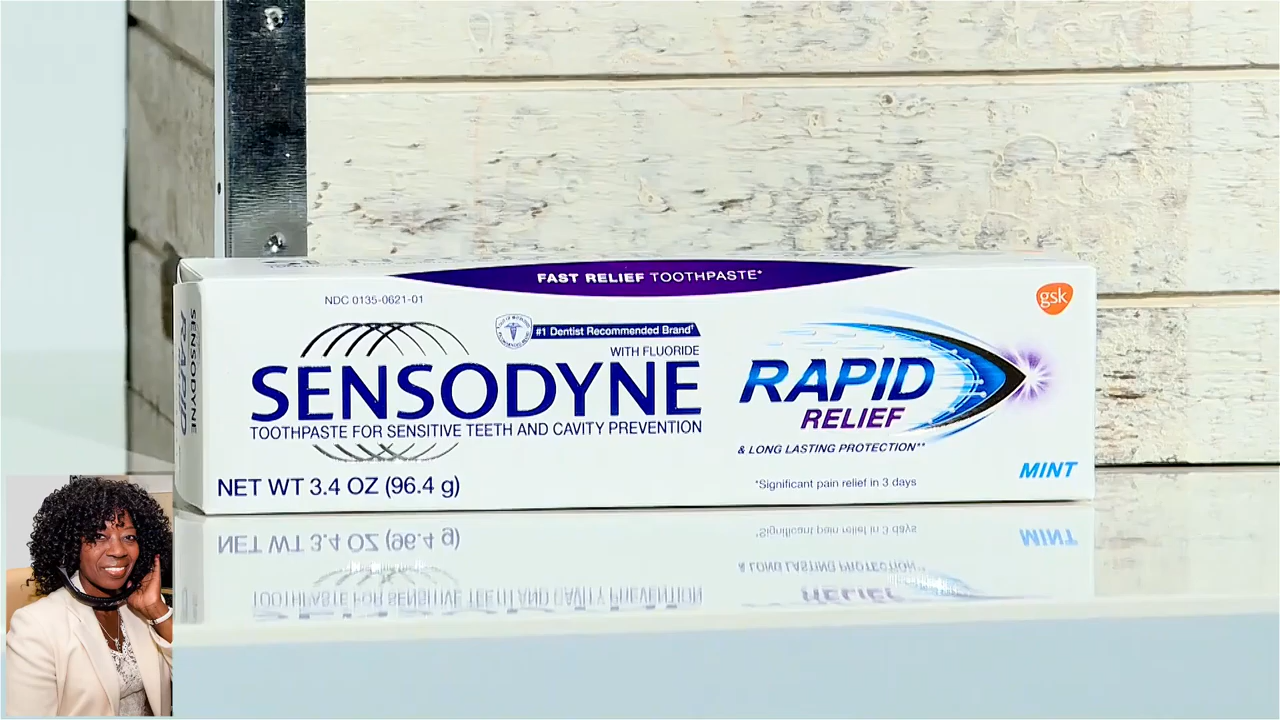 FAST RELIEF TOOTHPASTE*
gsk
NDC 0135-0621-01
#1 Dentist Recommended Brand†
WITH FLUORIDE
SENSODYNE
TOOTHPASTE FOR SENSITIVE TEETH AND CAVITY PREVENTION
NET WT 3.4 OZ (96.4 g)
RAPID
RELIEF
& LONG LASTING PROTECTION**
*Significant pain relief in 3 days
MINT
SENSODYNE
RAPID